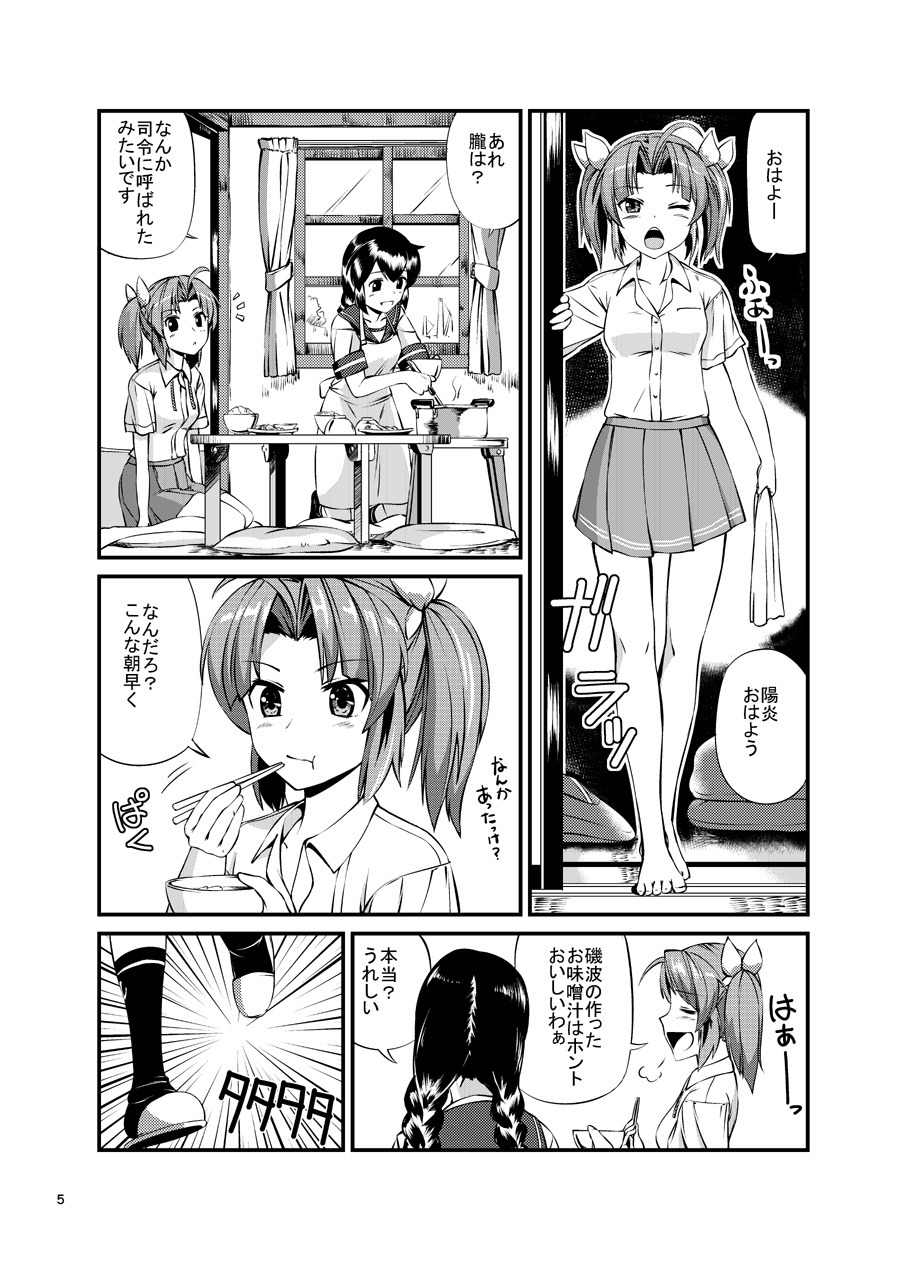 おはよー
ふぁーっ
ガラッ
陽炎
おはよう
あれ
朧は？
なんか
司令に呼ばれた
みたいです
なんだろ？
こんな朝早く
なんか
あったっけ？
ぱく
はぁーっ
磯波の作った
お味噌汁はホント
おいしいわぁ
本当？
うれしい
タタタタ
5